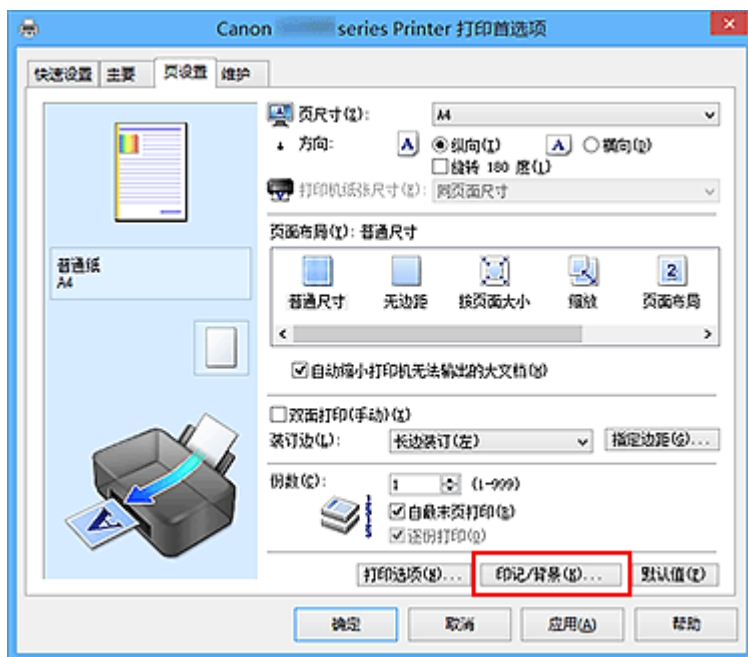 Canon series Printer 打印首选项
快速设置 主要 页设置 维护
页尺寸(Z): A4
方向: A 纵向(T) A 横向(D)
旋转 180 度(L)
打印机纸张尺寸(E): 同页面尺寸
页面布局(Y): 普通尺寸
普通纸
A4
普通尺寸 无边距 按页面大小 缩放 页面布局
自动缩小打印机无法输出的大文档(M)
双面打印(手动)(X)
装订边(L): 长边装订(左) 指定边距(G)...
份数(C): 1 (1-999)
自最末页打印(S)
逐份打印(O)
打印选项(N)... 印记/背景(K)... 默认值(F)
确定 取消 应用(A) 帮助